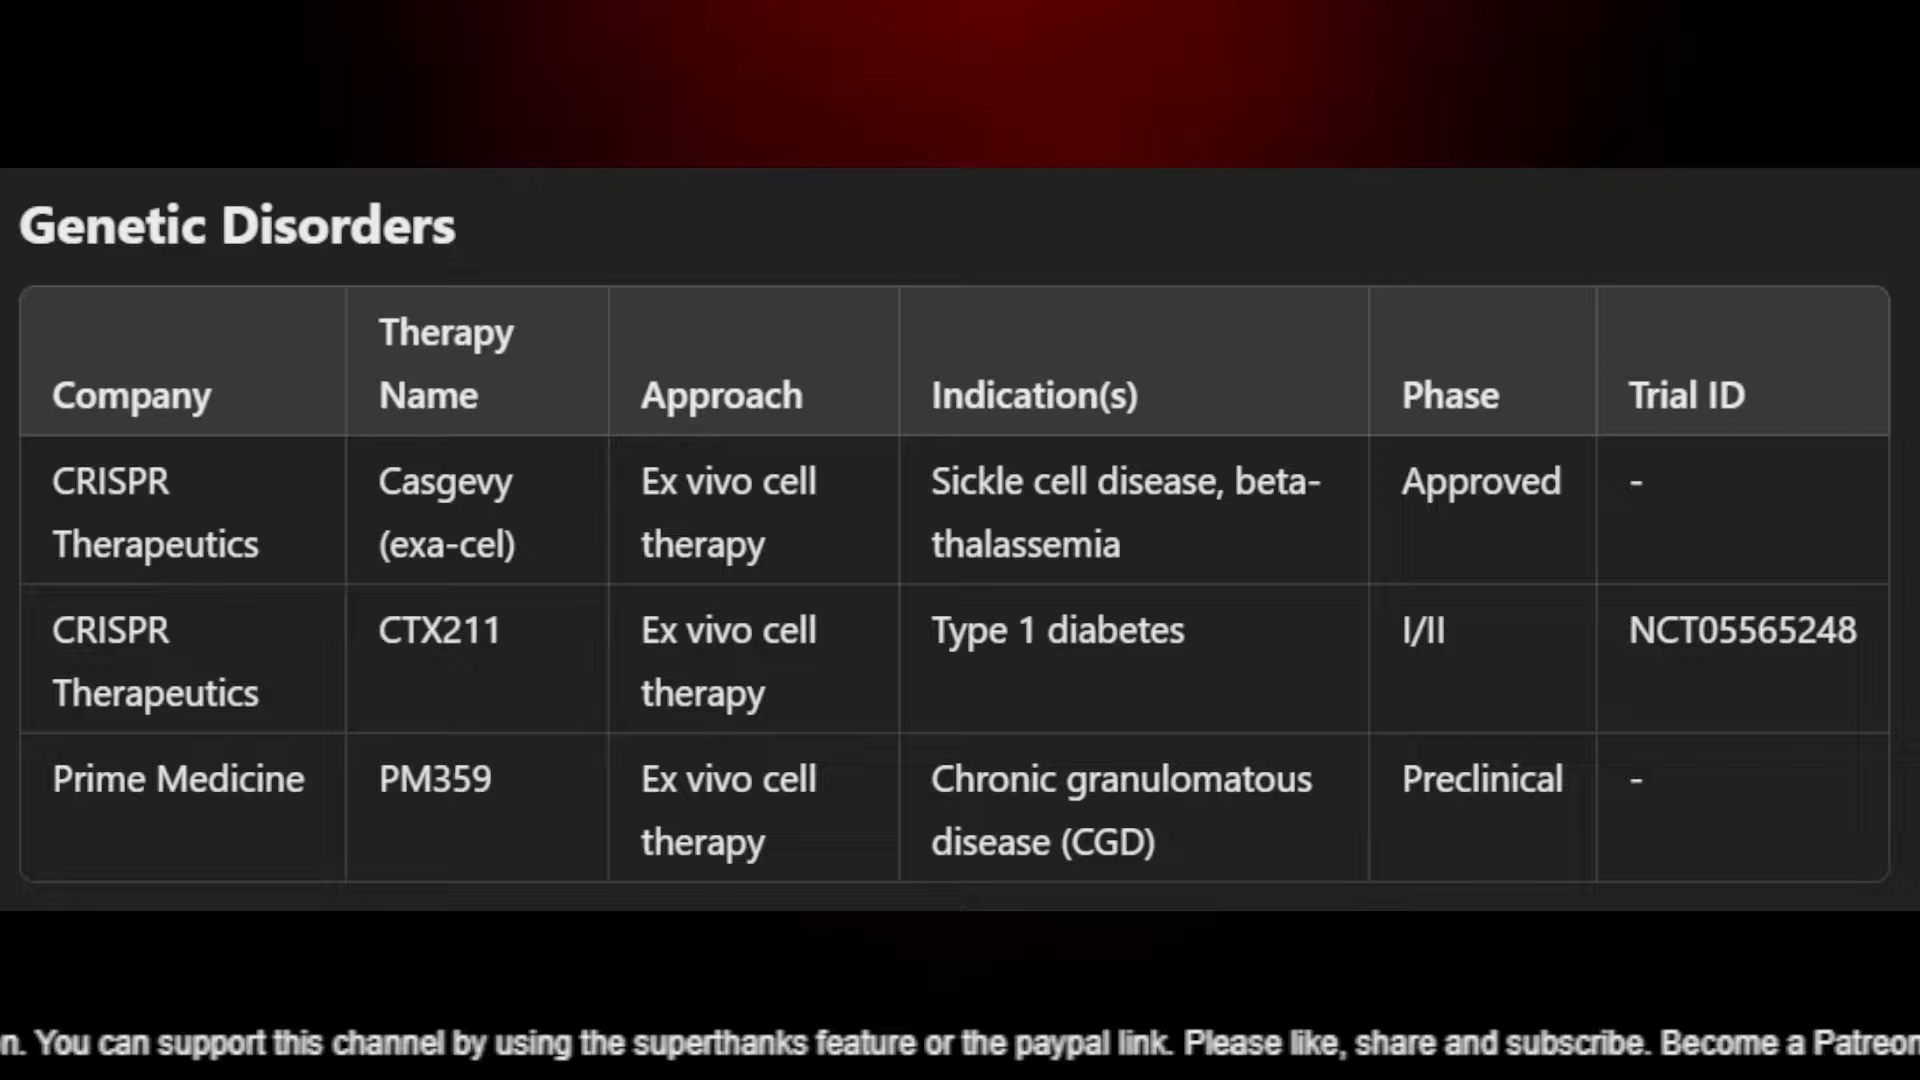 Genetic Disorders
Therapy
Company Name Approach Indication(s) Phase Trial ID
CRISPR Casgevy Ex vivo cell Sickle cell disease, beta- Approved -
Therapeutics (exa-cel) therapy thalassemia
CRISPR CTX211 Ex vivo cell Type 1 diabetes I/II NCT05565248
Therapeutics therapy
Prime Medicine PM359 Ex vivo cell Chronic granulomatous Preclinical -
therapy disease (CGD)
n. You can support this channel by using the superthanks feature or the paypal link. Please like, share and subscribe. Become a Patreon